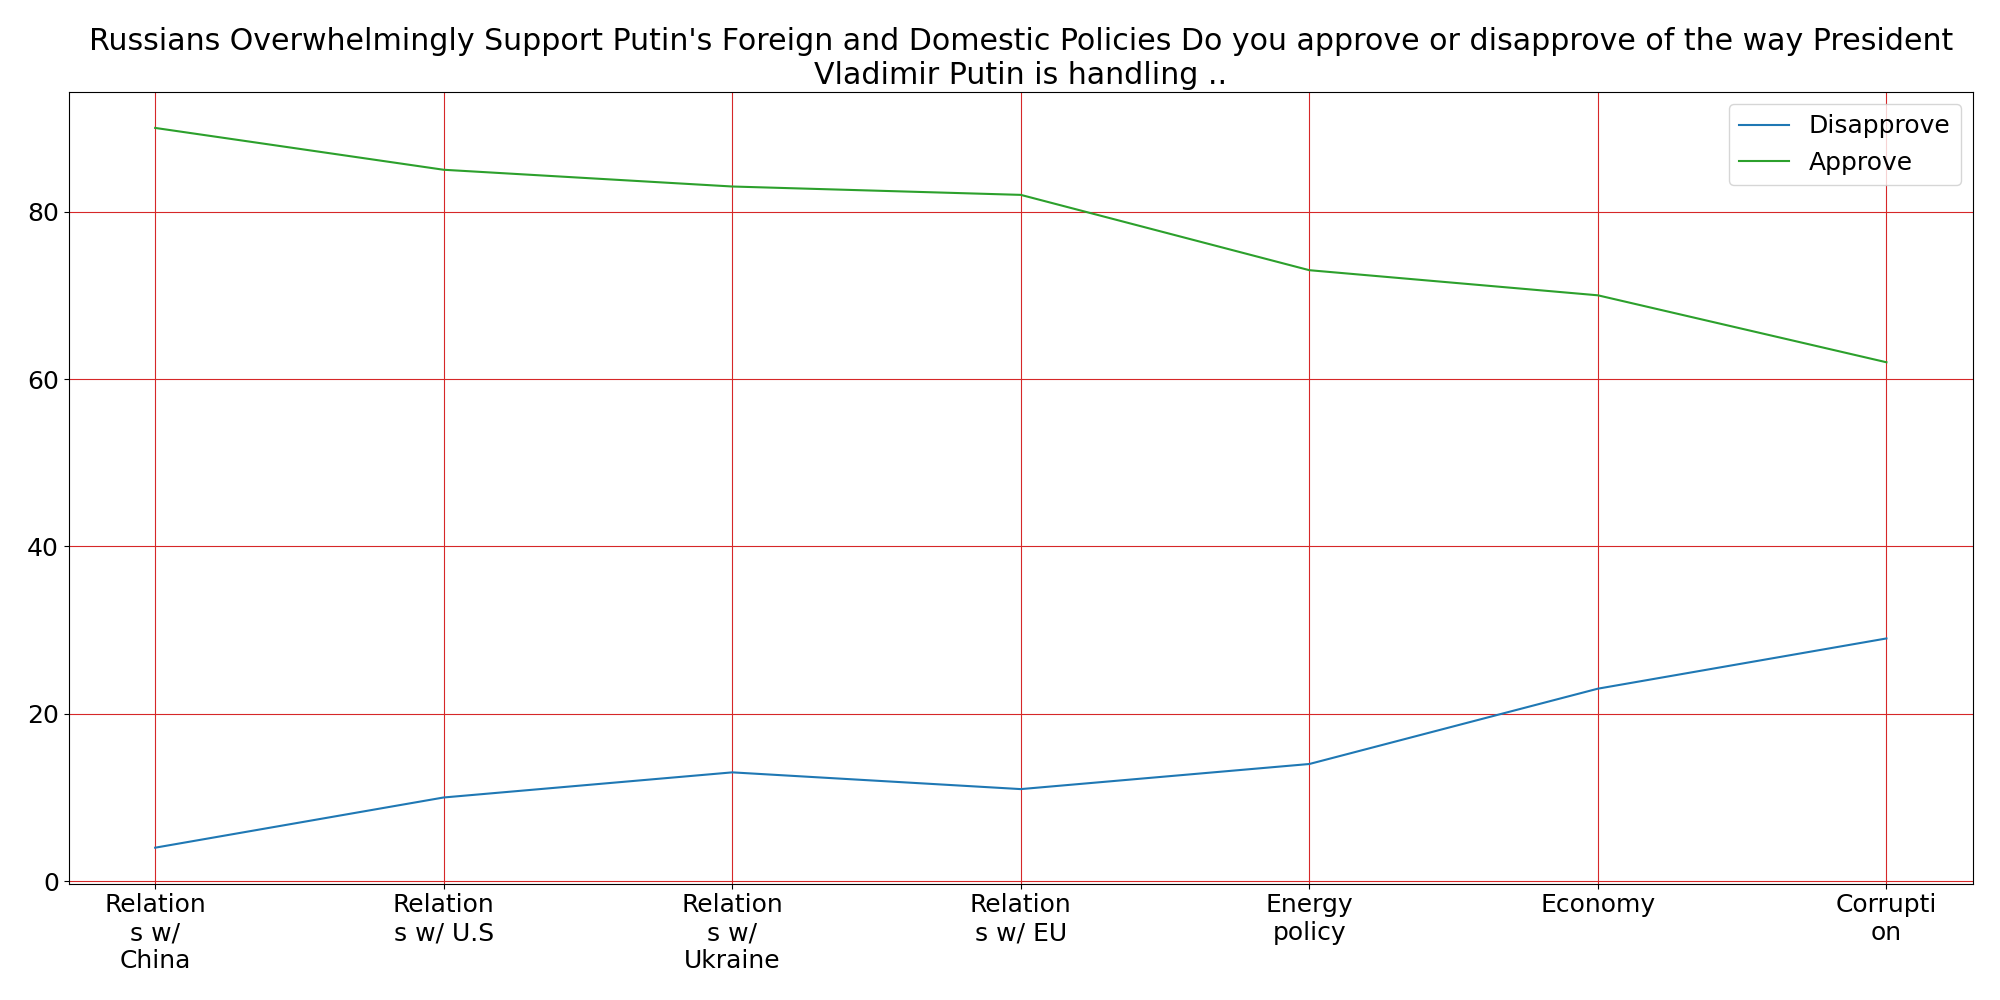 Russians Overwhelmingly Support Putin's Foreign and Domestic Policies Do you approve or disapprove of the way President
Vladimir Putin is handling ..
Disapprove
Approve
80
60
40
20
0
Relation
s w/
China
Relation
s w/ U.S
Relation
s w/
Ukraine
Relation
s w/ EU
Energy
policy
Economy
Corrupti
on